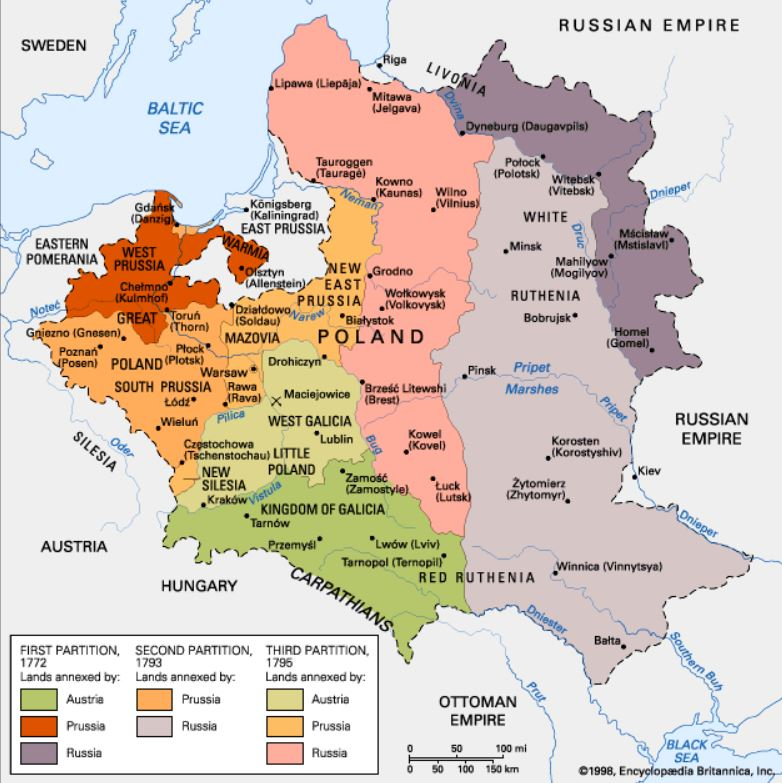 RUSSIAN EMPIRE
SWEDEN
Riga
LIVONIA
Lipawa (Liepāja)
Mitawa
(Jelgava)
BALTIC
SEA
Dvina
Dyneburg (Daugavpils)
Tauroggen
(Taurage)
Połock
(Polotsk)
Witebsk
(Vitebsk)
Dnieper
Kowno
(Kaunas)
Wilno
(Vilnius)
Neman
Gdańsk
(Danzig)
Königsberg
(Kaliningrad)
EAST PRUSSIA
WHITE
Druc
Mścisław
(Mstislavl)
EASTERN
POMERANIA
WEST
PRUSSIA
WARMIA
Olsztyn
(Allenstein)
Minsk
Mahilyow
(Mogilyov)
NEW
EAST
PRUSSIA
Grodno
Chełmno
(Kulmhof)
RUTHENIA
Wołkowysk
(Volkovysk)
Bobrujsk
Noteć
GREAT
Toruń
(Thorn)
Działdowo
(Soldau)
Narew
Białystok
Homel
(Gomel)
Gniezno (Gnesen)
MAZOVIA
POLAND
Poznań
(Posen)
Płock
(Plotsk)
Drohiczyn
POLAND
SOUTH PRUSSIA
Warsaw
Pinsk
Pripet
Marshes
Rawa
(Rava)
Maciejowice
Brześć Litewshi
(Brest)
Łódź
Pripet
Pilica
WEST GALICIA
RUSSIAN
EMPIRE
Wieluń
Lublin
Bug
Kowel
(Kovel)
Korosten
(Korostyshiv)
SILESIA
Oder
Częstochowa
(Tschenstochau)
LITTLE
POLAND
Kiev
NEW
SILESIA
Zamość
(Zamostyle)
Łuck
(Lutsk)
Żytomierz
(Zhytomyr)
Kraków
Vistula
KINGDOM OF GALICIA
Dnieper
Tarnów
AUSTRIA
Przemyśl
Lwów (Lviv)
Tarnopol (Ternopil)
Winnica (Vinnytsya)
RED RUTHENIA
HUNGARY
CARPATHIANS
Dniester
Bałta
Southern Buh
Prut
OTTOMAN
EMPIRE
BLACK
SEA
FIRST PARTITION,
1772
Lands annexed by:
Austria
Prussia
Russia
SECOND PARTITION,
1793
Lands annexed by:
Prussia
Russia
THIRD PARTITION,
1795
Lands annexed by:
Austria
Prussia
Russia
0 50 100 mi
0 50 100 150 km
©1998, Encyclopædia Britannica, Inc.